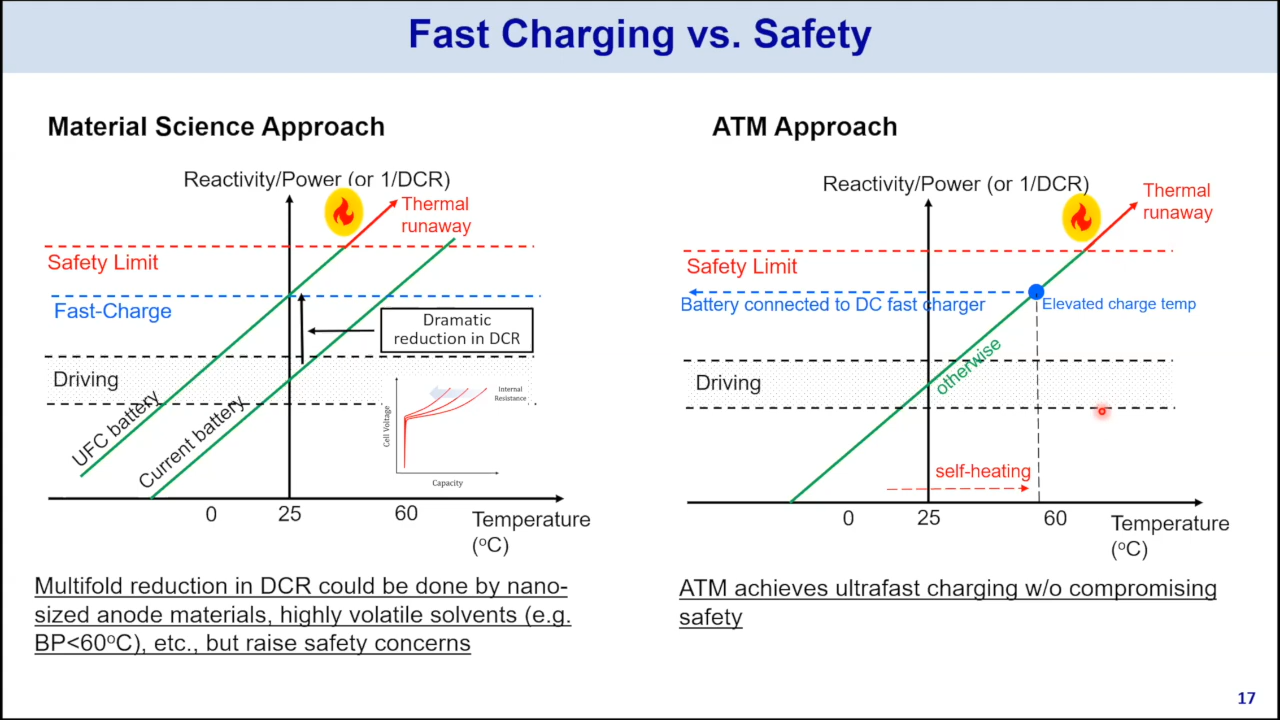 Fast Charging vs. Safety
Material Science Approach
Reactivity/Power (or 1/DCR)
Thermal
runaway
Safety Limit
Fast-Charge
Dramatic
reduction in DCR
Driving
UFC battery
Current battery
Internal
Resistance
Cell Voltage
Capacity
0
25
60
Temperature
(oC)
Multifold reduction in DCR could be done by nano-
sized anode materials, highly volatile solvents (e.g.
BP<60oC), etc., but raise safety concerns
ATM Approach
Reactivity/Power (or 1/DCR)
Thermal
runaway
Safety Limit
Battery connected to DC fast charger
Elevated charge temp
otherwise
Driving
self-heating
0
25
60
Temperature
(oC)
ATM achieves ultrafast charging w/o compromising
safety
17